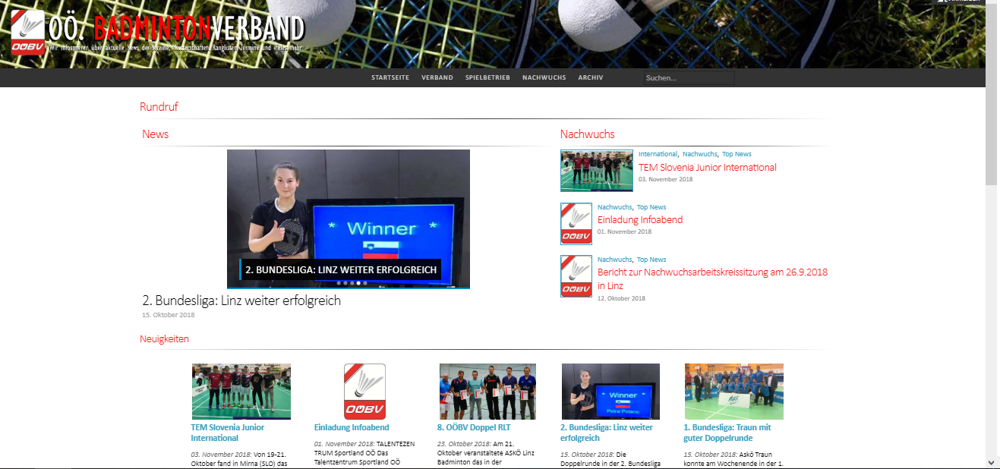 Anmelden
OÖ. BADMINTONVERBAND
OÖBV
Wir informieren über aktuelle News der Vereine, Meisterschaften, Ranglisten, Termine und vieles mehr
STARTSEITE VERBAND SPIELBETRIEB NACHWUCHS ARCHIV Suchen...
Rundruf
News
* Winner *
2. BUNDESLIGA: LINZ WEITER ERFOLGREICH
2. Bundesliga: Linz weiter erfolgreich
15. Oktober 2018
Nachwuchs
International, Nachwuchs, Top News
TEM Slovenia Junior International
03. November 2018
OÖBV
Nachwuchs, Top News
Einladung Infoabend
01. November 2018
OÖBV
Nachwuchs, Top News
Bericht zur Nachwuchsarbeitskreissitzung am 26.9.2018
in Linz
12. Oktober 2018
Neuigkeiten
TEM Slovenia Junior
International
03. November 2018: Von 19-21.
Oktober fand in Mirna (SLO) das
OÖBV
Einladung Infoabend
01. November 2018: TALENTEZEN
TRUM Sportland OÖ Das
Talentzentrum Sportland OÖ
8. OÖBV Doppel RLT
23. Oktober 2018: Am 21.
Oktober veranstaltete ASKÖ Linz
Badminton das in der
Winner
Petra Polanc
2. Bundesliga: Linz weiter
erfolgreich
15. Oktober 2018: Die
Doppelrunde in der 2. Bundesliga
1. Bundesliga: Traun mit
guter Doppelrunde
15. Oktober 2018: Askö Traun
konnte am Wochenende in der 1.